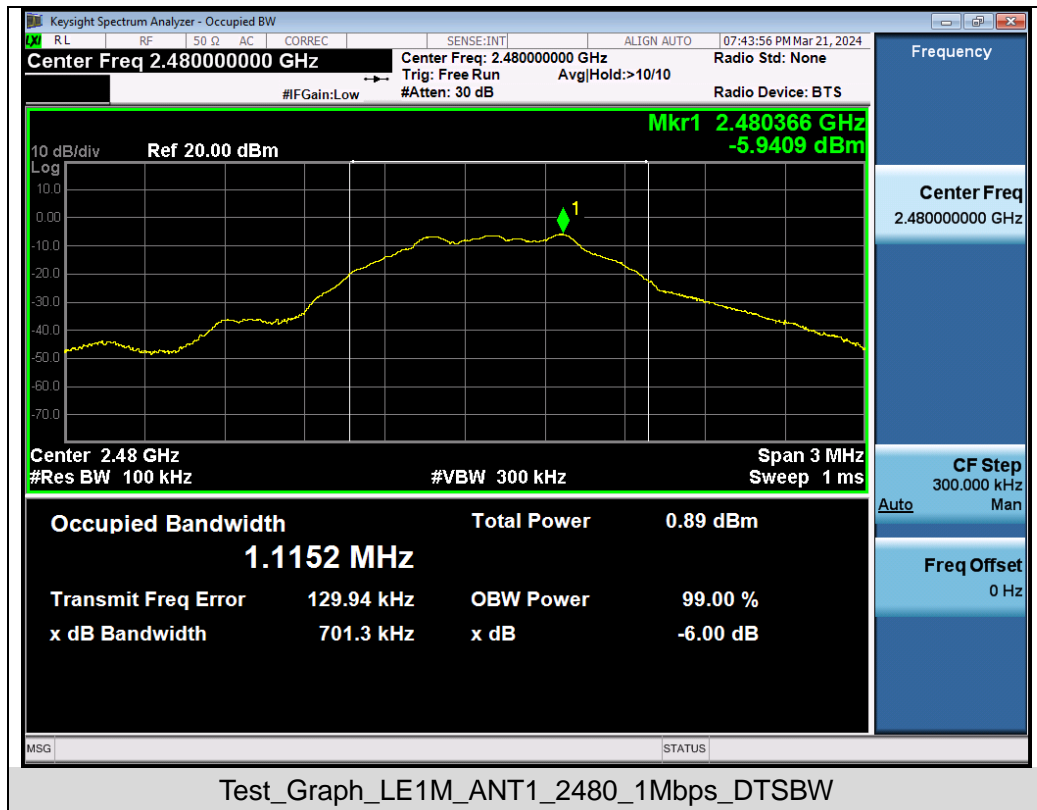 Keysight Spectrum Analyzer - Occupied BW
LXI RL RF 50 Ω AC CORREC SENSE:INT ALIGN AUTO 07:43:56 PM Mar 21, 2024
Center Freq 2.480000000 GHz
Center Freq: 2.480000000 GHz Radio Std: None
Trig: Free Run Avg|Hold:>10/10
#IFGain:Low #Atten: 30 dB Radio Device: BTS
Mkr1 2.480366 GHz
-5.9409 dBm
10 dB/div Ref 20.00 dBm
Log
10.0
0.00
-10.0
-20.0
-30.0
-40.0
-50.0
-60.0
-70.0
1
Center 2.48 GHz Span 3 MHz
#Res BW 100 kHz #VBW 300 kHz Sweep 1 ms
Occupied Bandwidth Total Power 0.89 dBm
1.1152 MHz
Transmit Freq Error 129.94 kHz OBW Power 99.00 %
x dB Bandwidth 701.3 kHz x dB -6.00 dB
Frequency
Center Freq
2.480000000 GHz
CF Step
300.000 kHz
Auto Man
Freq Offset
0 Hz
MSG STATUS
Test_Graph_LE1M_ANT1_2480_1Mbps_DTSBW